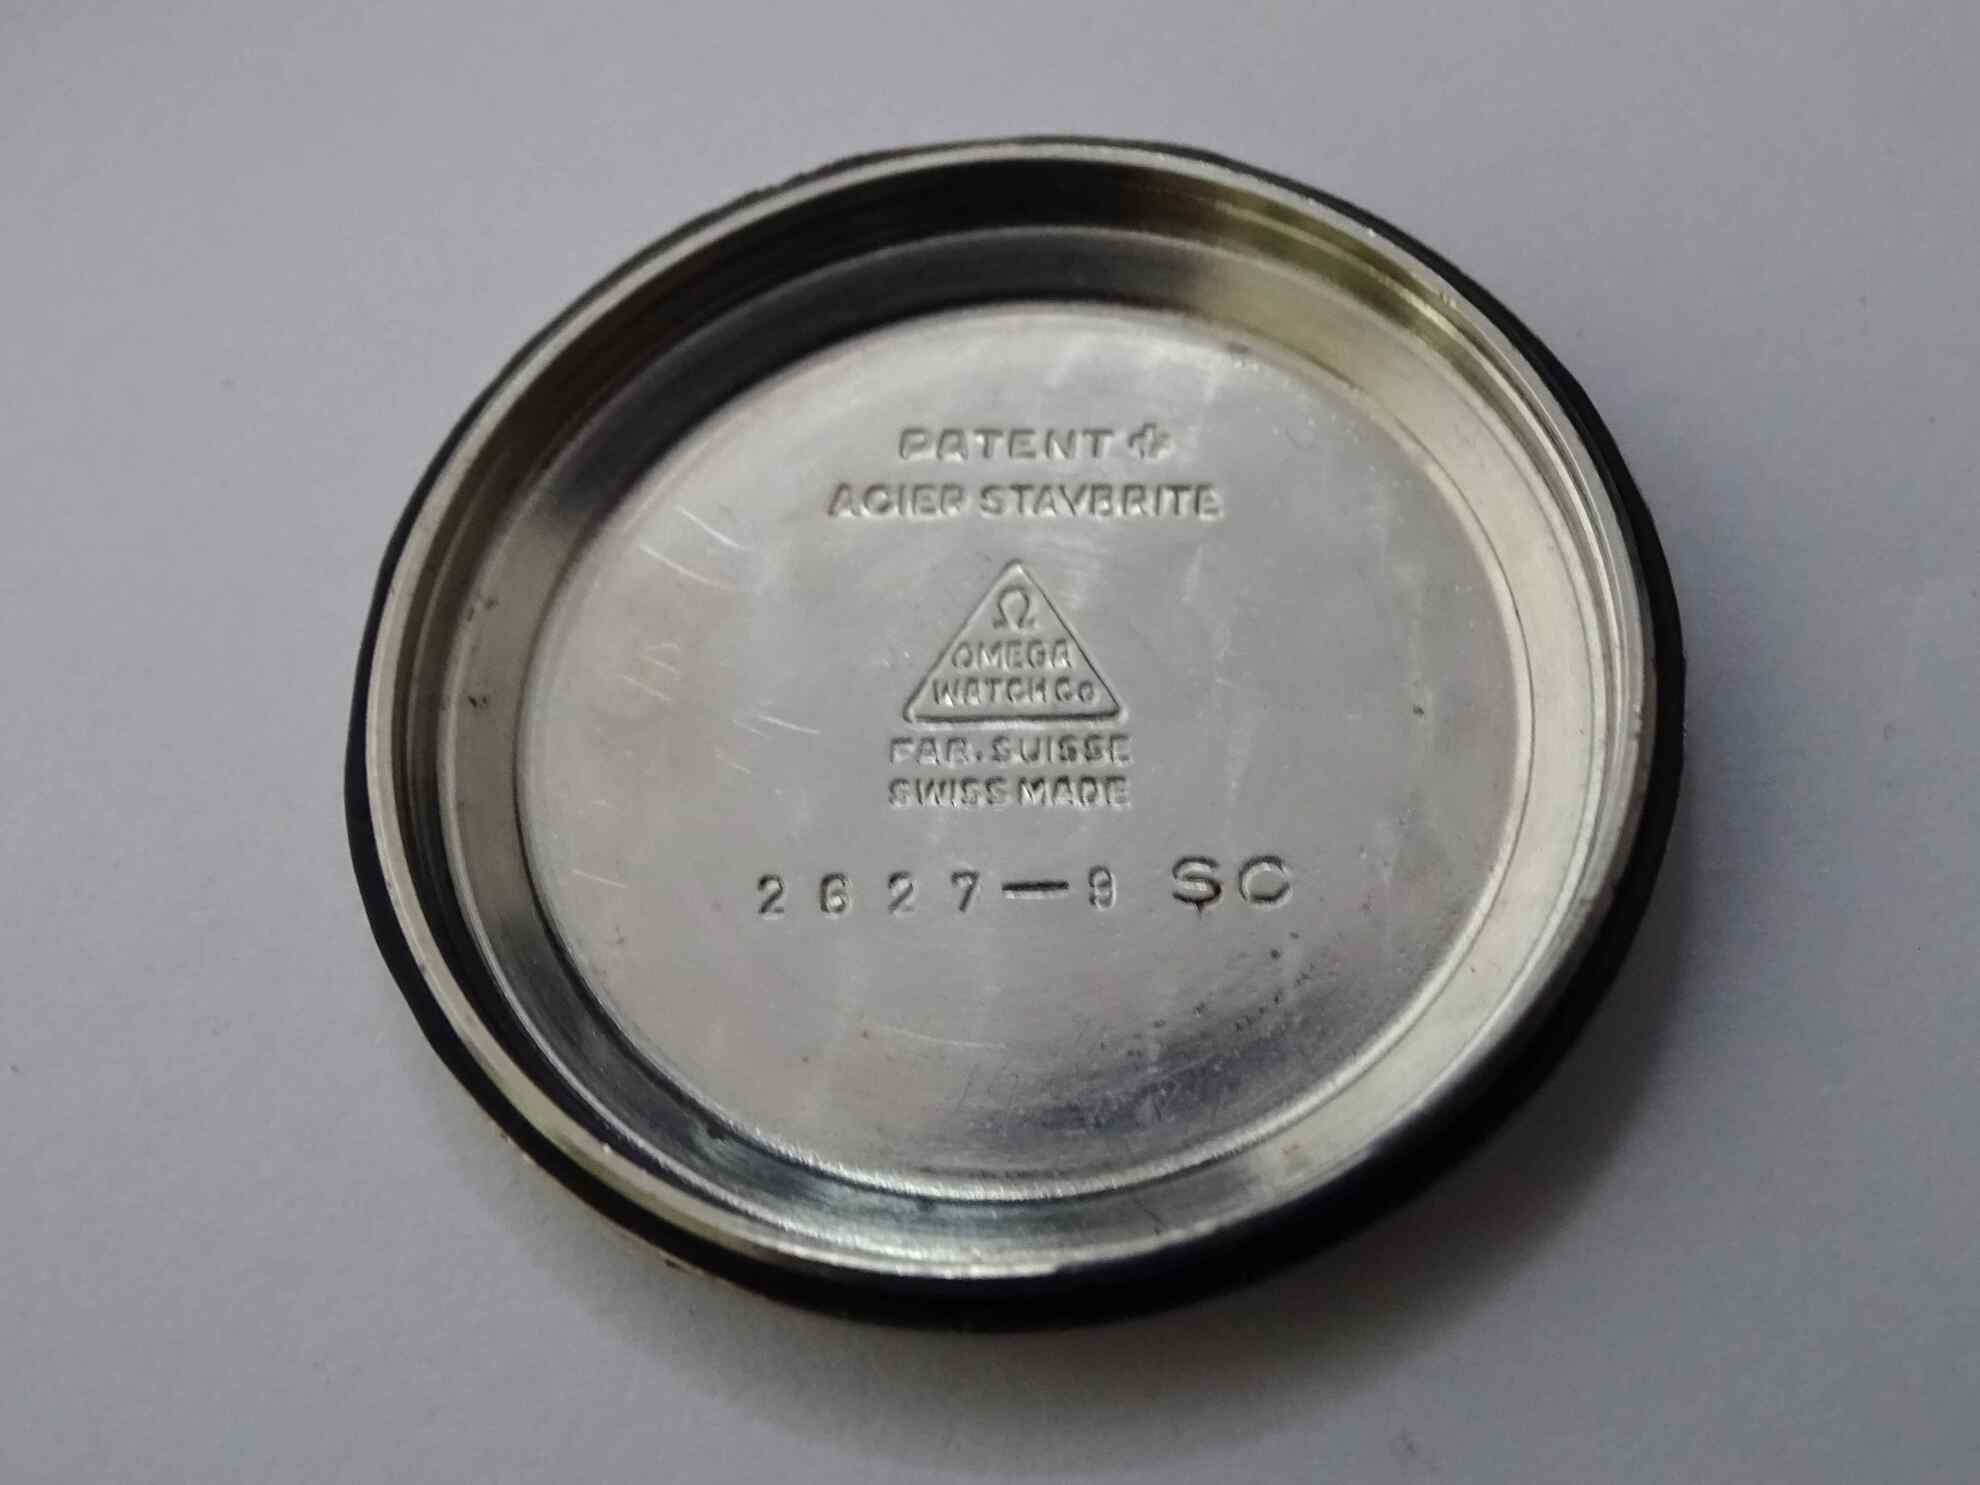 PATENT ✚
ACIER STAYBRITE
Ω
OMEGA
WATCH Co
FAB. SUISSE
SWISS MADE
2627—9 SC